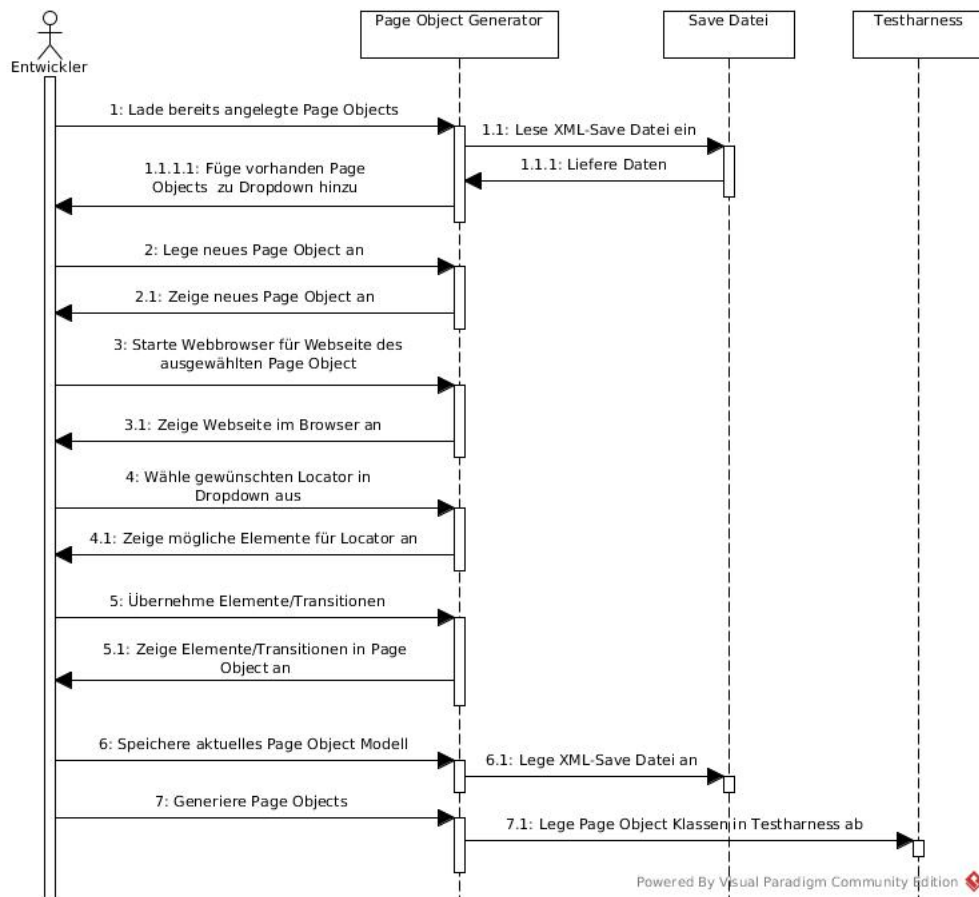 Page Object Generator
Save Datei
Testharness
Entwickler
1: Lade bereits angelegte Page Objects
1.1: Lese XML-Save Datei ein
1.1.1: Liefere Daten
1.1.1.1: Füge vorhanden Page
Objects zu Dropdown hinzu
2: Lege neues Page Object an
2.1: Zeige neues Page Object an
3: Starte Webbrowser für Webseite des
ausgewählten Page Object
3.1: Zeige Webseite im Browser an
4: Wähle gewünschten Locator in
Dropdown aus
4.1: Zeige mögliche Elemente für Locator an
5: Übernehme Elemente/Transitionen
5.1: Zeige Elemente/Transitionen in Page
Object an
6: Speichere aktuelles Page Object Modell
6.1: Lege XML-Save Datei an
7: Generiere Page Objects
7.1: Lege Page Object Klassen in Testharness ab
Powered By Visual Paradigm Community Edition